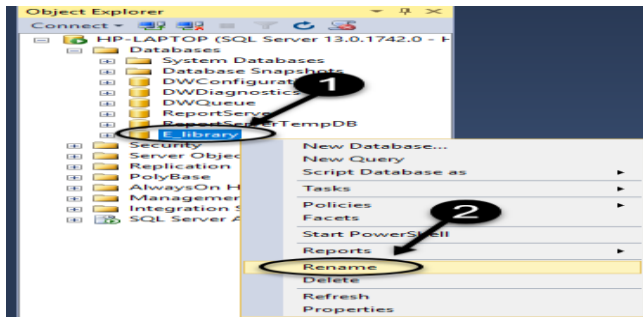 Object Explorer
Connect
HP-LAPTOP (SQL Server 13.0.1742.0 - H
Databases
System Databases
Database Snapshots
DWConfigurat
DWDiagnostics
DWQueue
ReportServe
ReportServerTempDB
E_library
Security
Server Objec
Replication
PolyBase
AlwaysOn H
Managemen
Integration S
SQL Server A
1
New Database...
New Query
Script Database as
Tasks
Policies
Facets
Start PowerShell
Reports
Rename
Delete
Refresh
Properties
2